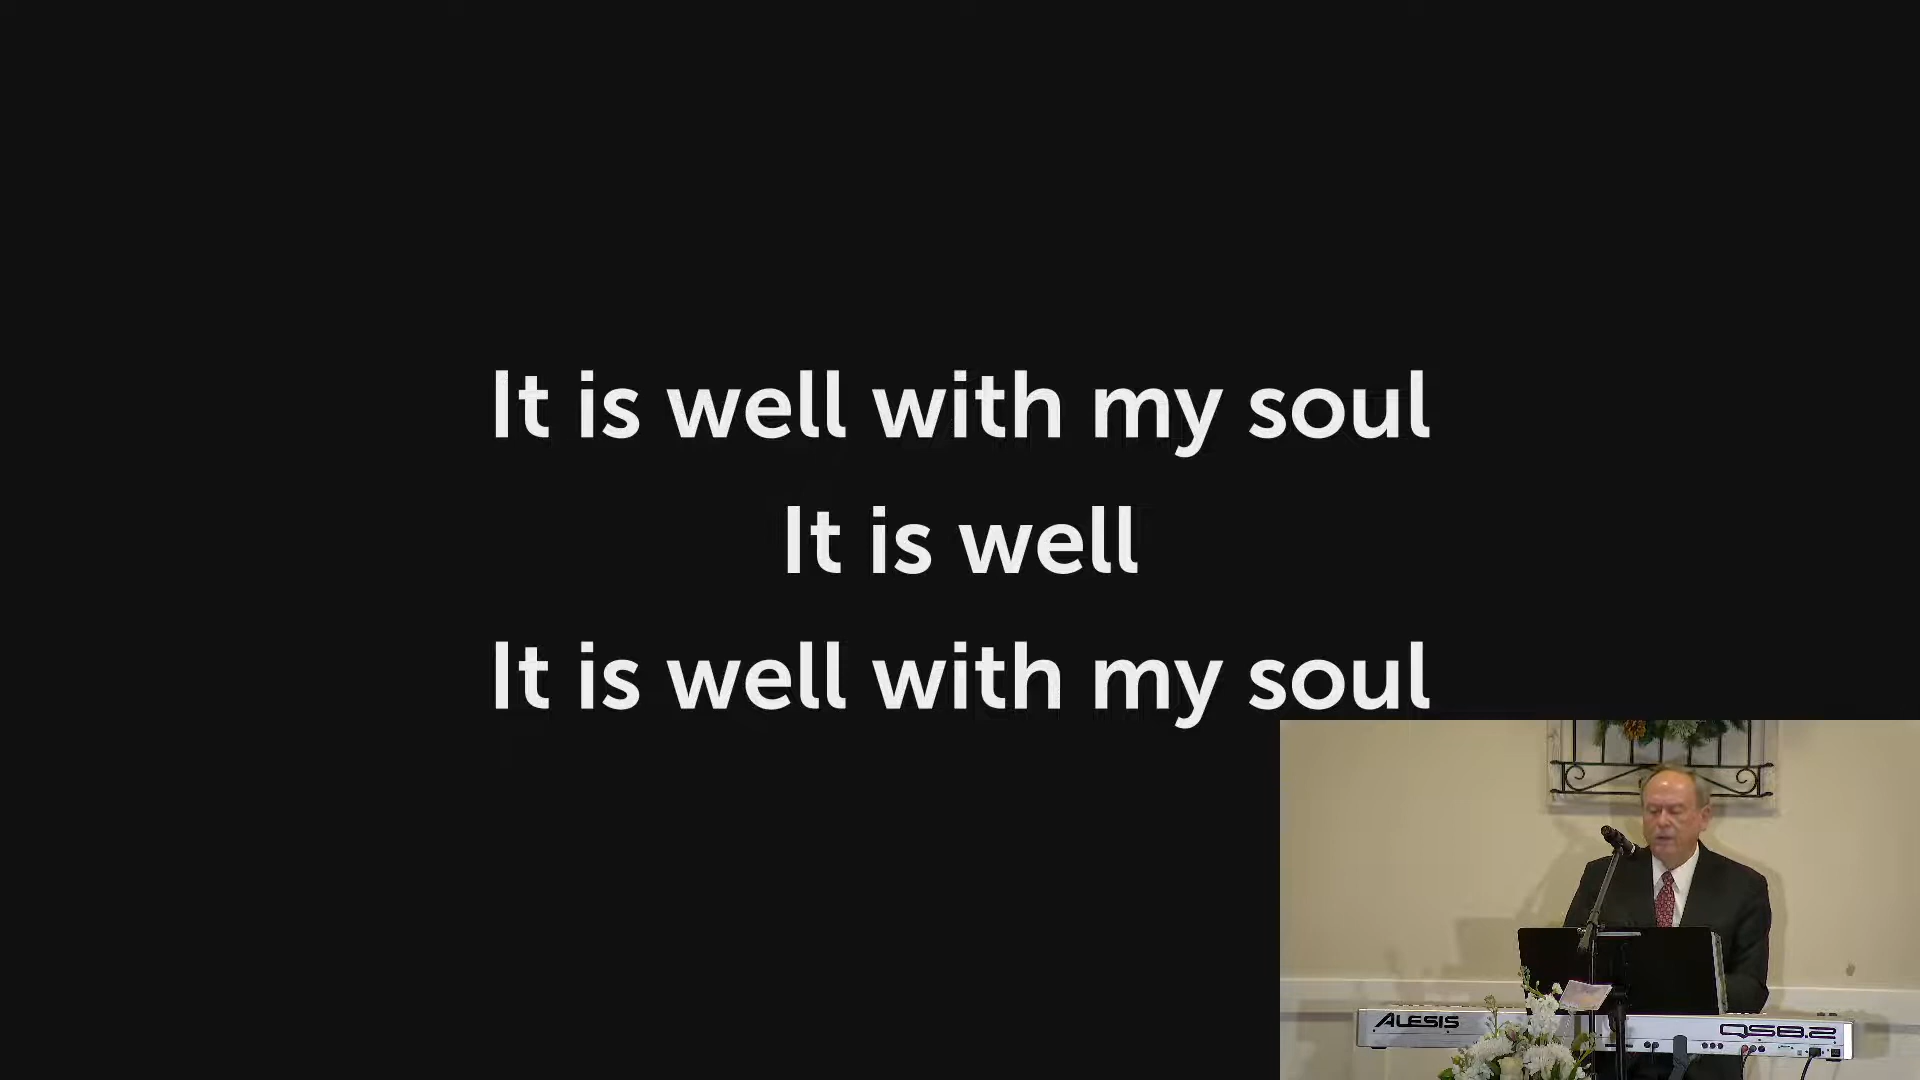 It is well with my soul
It is well
It is well with my soul
ALESIS
QS8.2